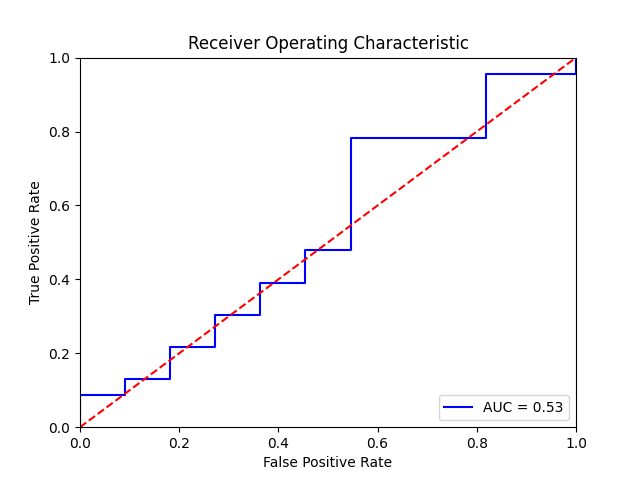 Receiver Operating Characteristic
1.0
0.8
0.6
0.4
0.2
0.0
True Positive Rate
AUC = 0.53
0.0 0.2 0.4 0.6 0.8 1.0
False Positive Rate